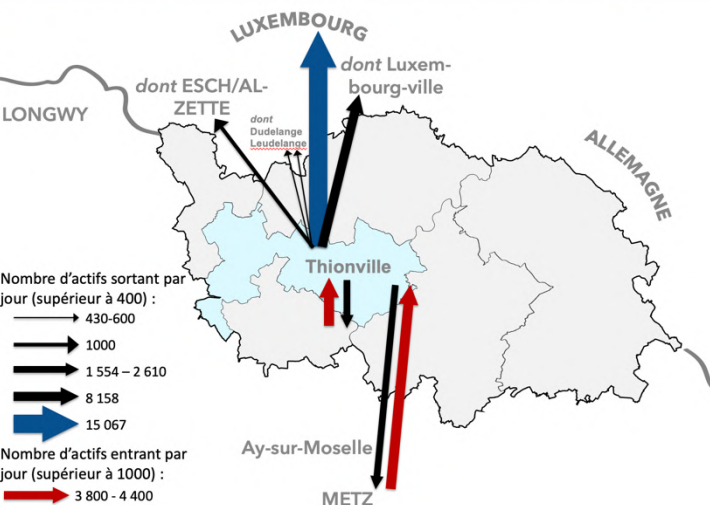 LUXEMBOURG
dont Luxem-
bourg-ville
dont ESCH/AL-
ZETTE
LONGWY
dont
Dudelange
Leudelange
ALLEMAGNE
Thionville
Nombre d'actifs sortant par
jour (supérieur à 400) :
430-600
1000
1 554 – 2 610
8 158
15 067
Nombre d'actifs entrant par
jour (supérieur à 1000) :
3 800 - 4 400
Ay-sur-Moselle
METZ